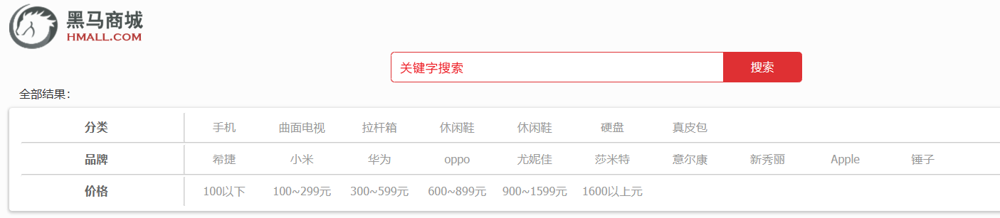 黑马商城
HMALL.COM
关键字搜索 搜索
全部结果：
分类 手机 曲面电视 拉杆箱 休闲鞋 休闲鞋 硬盘 真皮包
品牌 希捷 小米 华为 oppo 尤妮佳 莎米特 意尔康 新秀丽 Apple 锤子
价格 100以下 100~299元 300~599元 600~899元 900~1599元 1600以上元